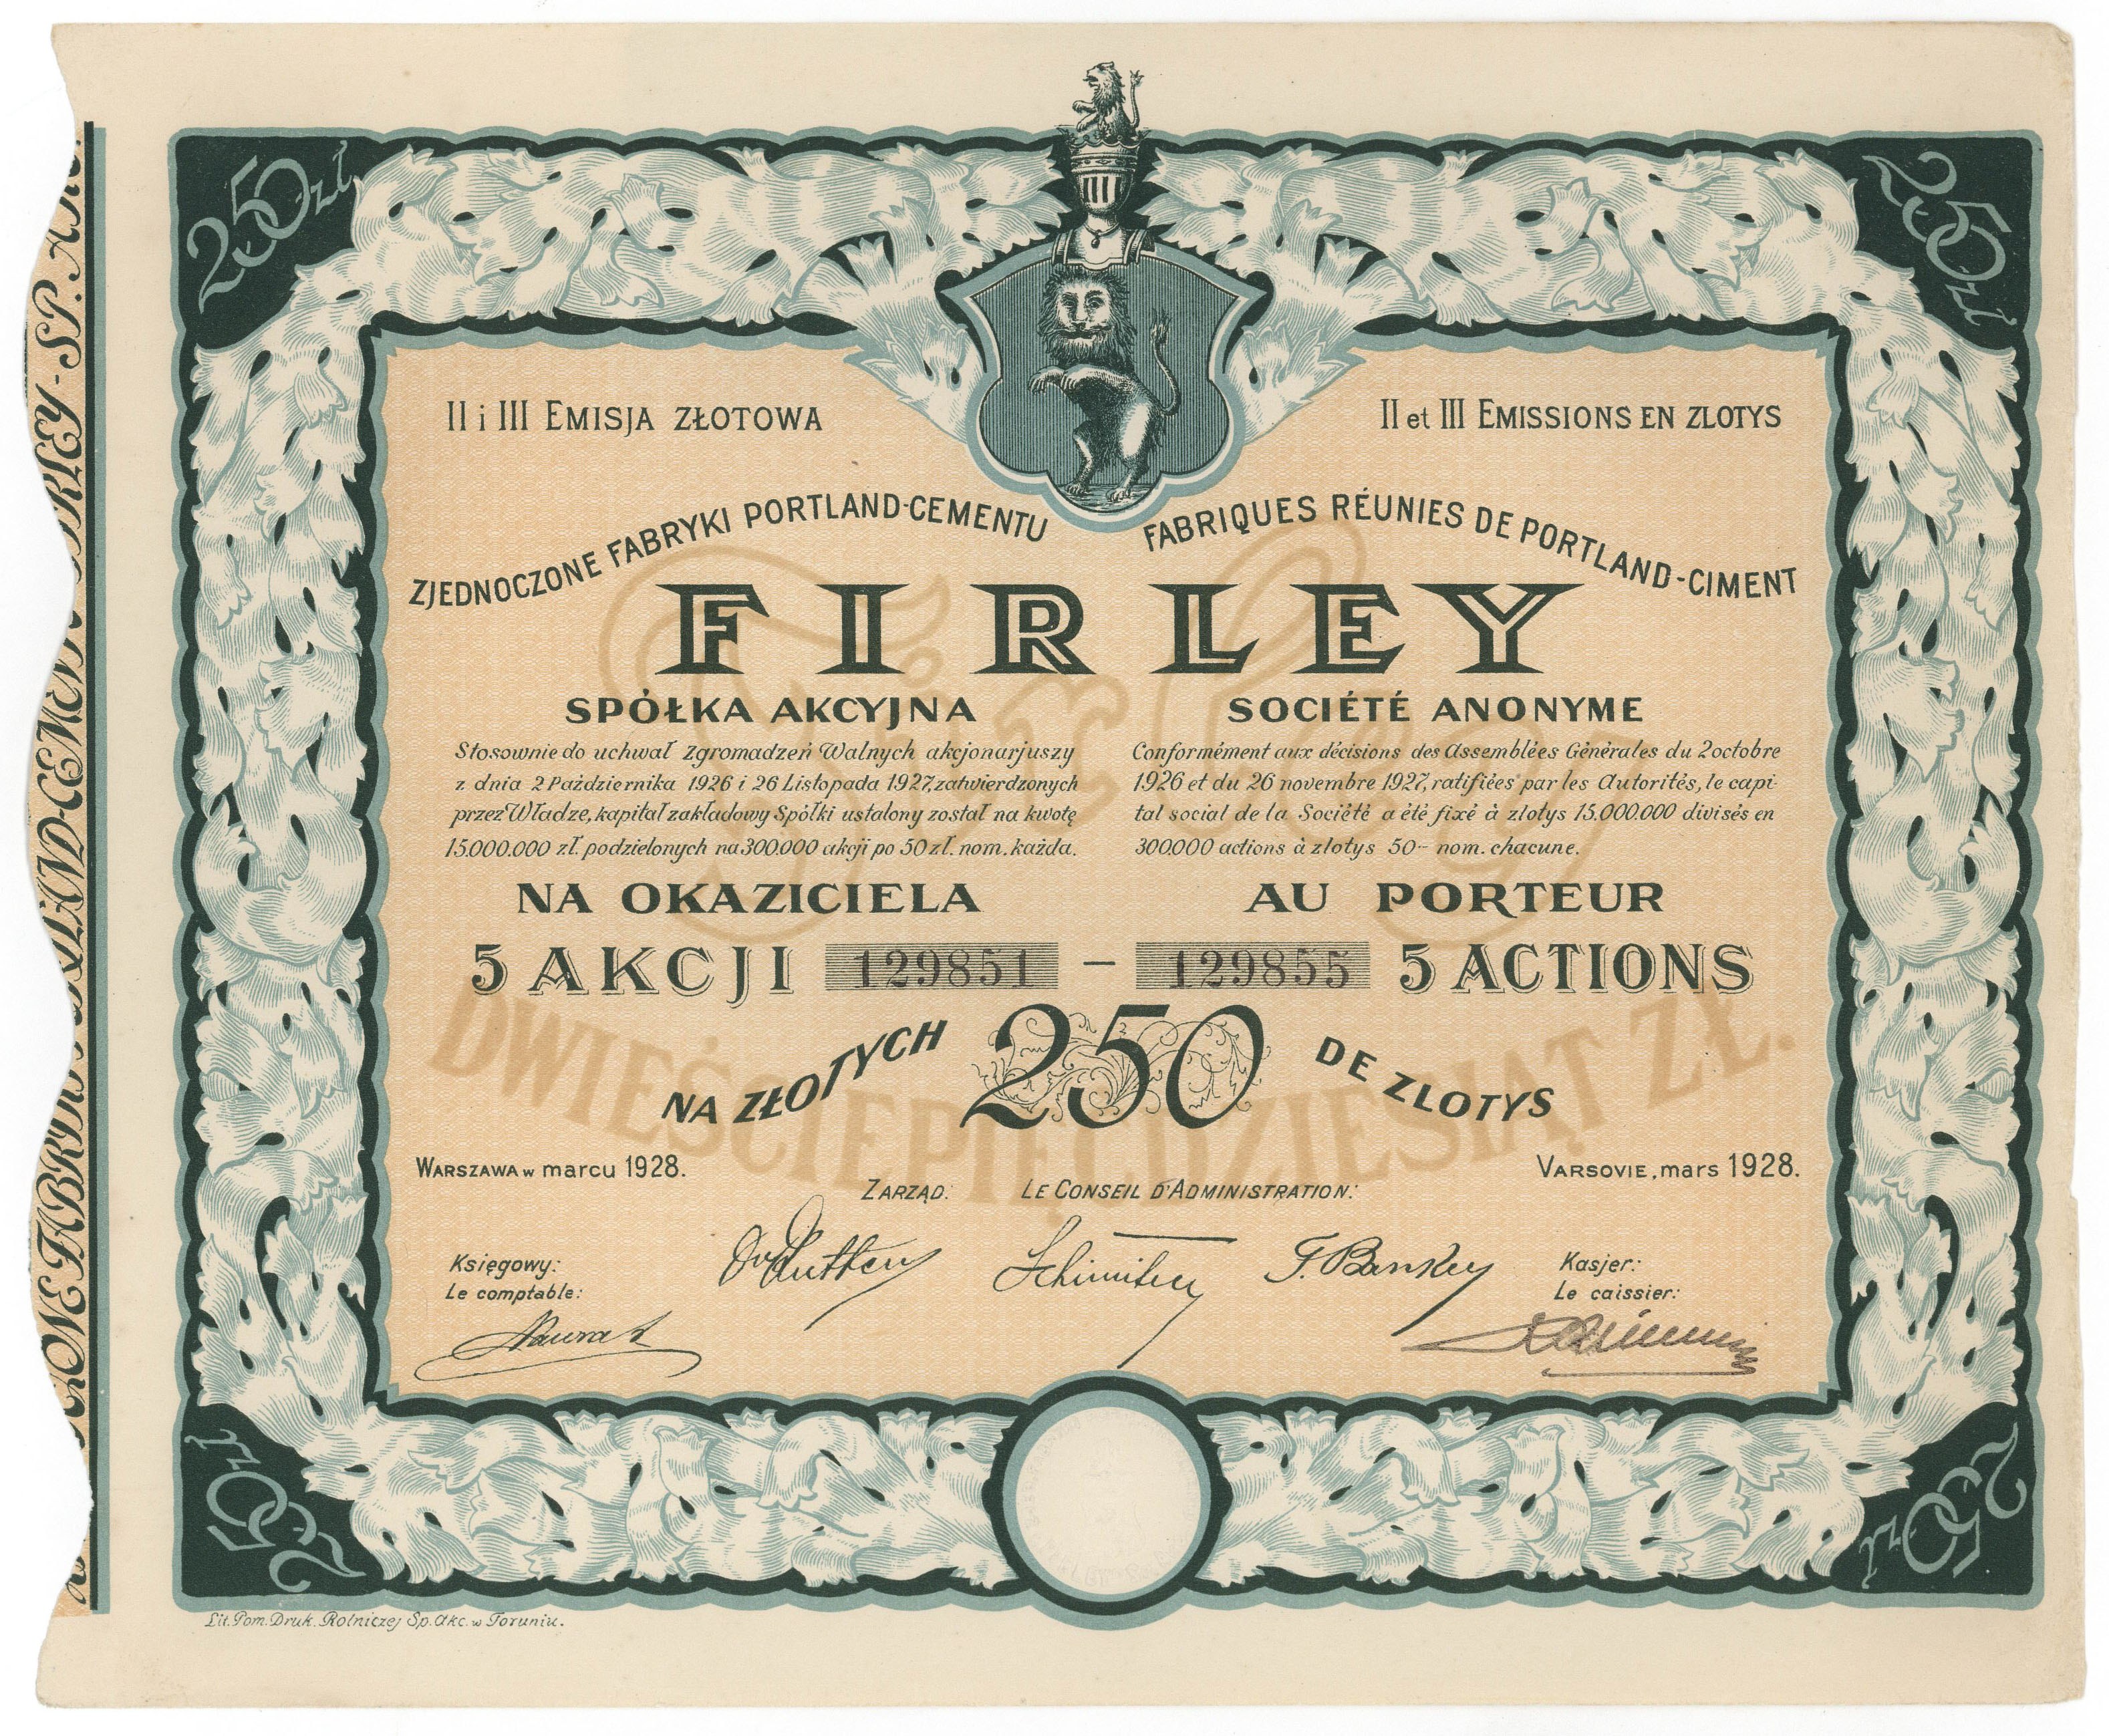 250 zł
250 zł
II i III EMISJA ZŁOTOWA
II et III EMISSIONS EN ZLOTYS
ZJEDNOCZONE FABRYKI PORTLAND-CEMENTU
FABRIQUES RÉUNIES DE PORTLAND-CIMENT
FIRLEY
SPÓŁKA AKCYJNA
SOCIÉTÉ ANONYME
Stosownie do uchwał Zgromadzeń Walnych akcjonarjuszy
z dnia 2 Października 1926 i 26 Listopada 1927, zatwierdzonych
przez Władze, kapitał zakładowy Spółki ustalony został na kwotę
15.000.000 zł. podzielonych na 300.000 akcji po 50 zł. nom. każda.
Conformément aux décisions des Assemblées Générales du 2 octobre
1926 et du 26 novembre 1927, ratifiées par les Autorités, le capi-
tal social de la Société a été fixé à zlotys 15.000.000 divisés en
300.000 actions à zlotys 50- nom. chacune.
NA OKAZICIELA
AU PORTEUR
5 AKCJI 129851 — 129855 5 ACTIONS
NA ZŁOTYCH 250 DE ZLOTYS
DWIEŚCIEPIĘĆDZIESIĄT ZŁ.
WARSZAWA w marcu 1928.
VARSOVIE, mars 1928.
ZARZĄD: LE CONSEIL D'ADMINISTRATION:
Księgowy:
Le comptable:
Kasjer:
Le caissier:
250 zł
250 zł
Lit. Pom. Druk. Rolniczej Sp. Akc. w Toruniu.